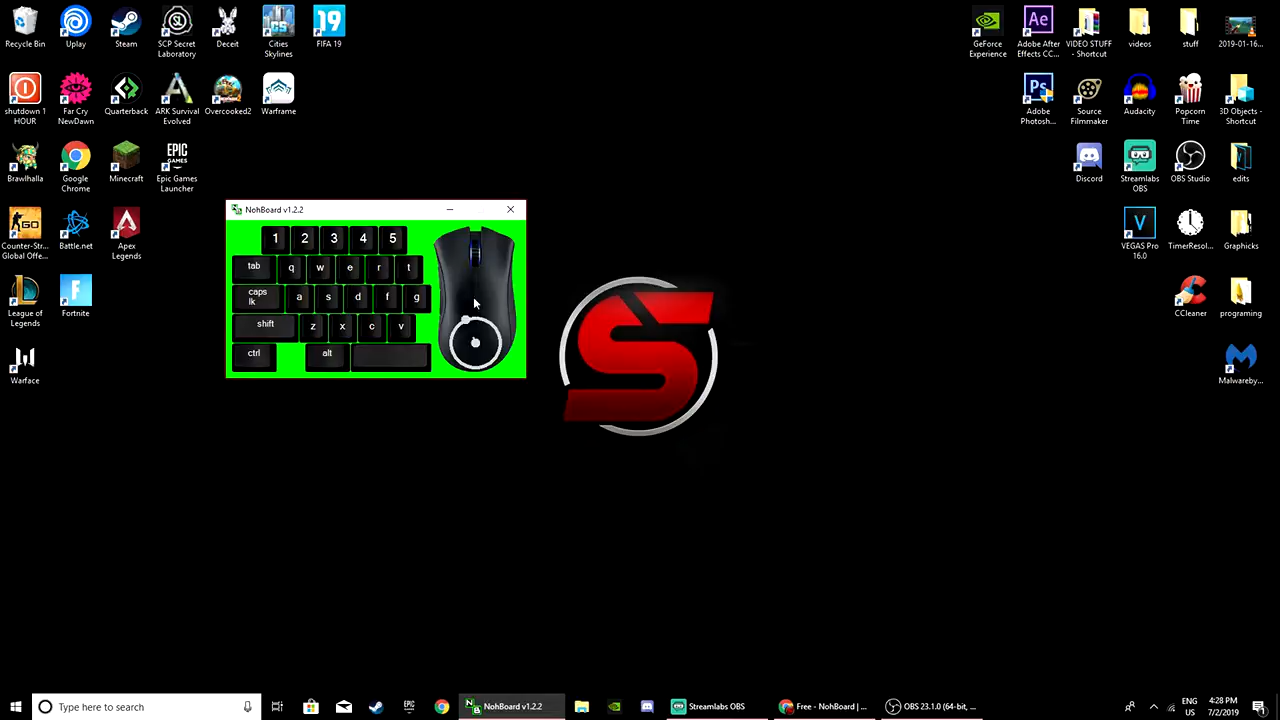 Recycle Bin
Uplay
Steam
SCP Secret
Laboratory
Deceit
Cities
Skylines
FIFA 19
GeForce
Experience
Adobe After
Effects CC...
VIDEO STUFF
- Shortcut
videos
stuff
2019-01-16...
shutdown 1
HOUR
Far Cry
NewDawn
Quarterback
ARK Survival
Evolved
Overcooked2
Warframe
Adobe
Photosh...
Source
Filmmaker
Audacity
Popcorn
Time
3D Objects -
Shortcut
Brawlhalla
Google
Chrome
Minecraft
EPIC
GAMES
Epic Games
Launcher
Discord
Streamlabs
OBS
OBS Studio
edits
Counter-Str...
Global Offe...
Battle.net
Apex
Legends
VEGAS Pro
16.0
TimerResol...
Graphicks
League of
Legends
Fortnite
CCleaner
programing
Warface
Malwareby...
NohBoard v1.2.2
1 2 3 4 5
tab q w e r t
caps
lk
a s d f g
shift z x c v
ctrl alt
S
Type here to search
NohBoard v1.2.2
Streamlabs OBS
Free - NohBoard | ...
OBS 23.1.0 (64-bit, ...
ENG
US
4:28 PM
7/2/2019